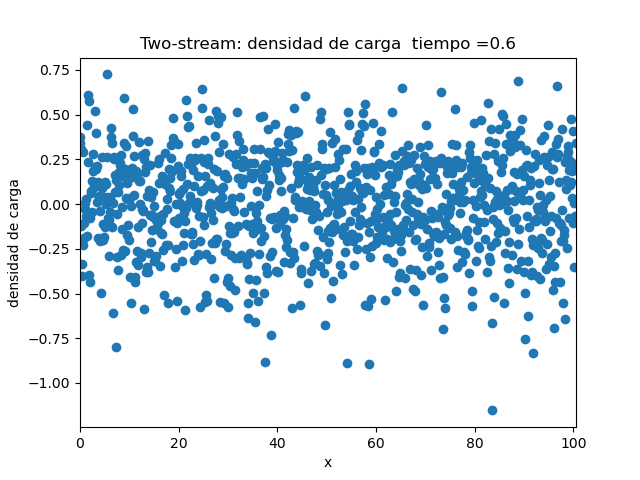 Two-stream: densidad de carga  tiempo =0.6
0.75
0.50
0.25
0.00
−0.25
−0.50
−0.75
−1.00
densidad de carga
0 20 40 60 80 100
x